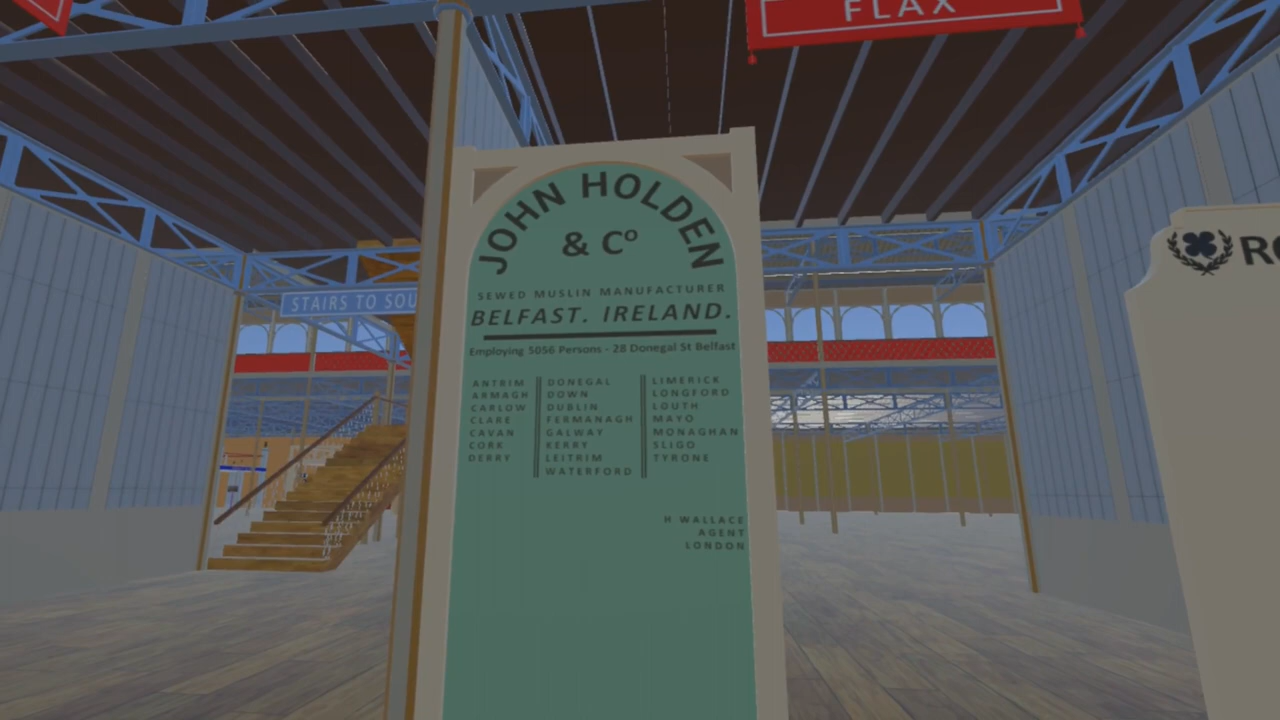 FLAX
JOHN HOLDEN
& Cº
SEWED MUSLIN MANUFACTURER
BELFAST. IRELAND.
Employing 5056 Persons - 28 Donegal St Belfast
ANTRIM
ARMAGH
CARLOW
CLARE
CAVAN
CORK
DERRY
DONEGAL
DOWN
DUBLIN
FERMANAGH
GALWAY
KERRY
LEITRIM
WATERFORD
LIMERICK
LONGFORD
LOUTH
MAYO
MONAGHAN
SLIGO
TYRONE
H WALLACE
AGENT
LONDON
STAIRS TO SOU